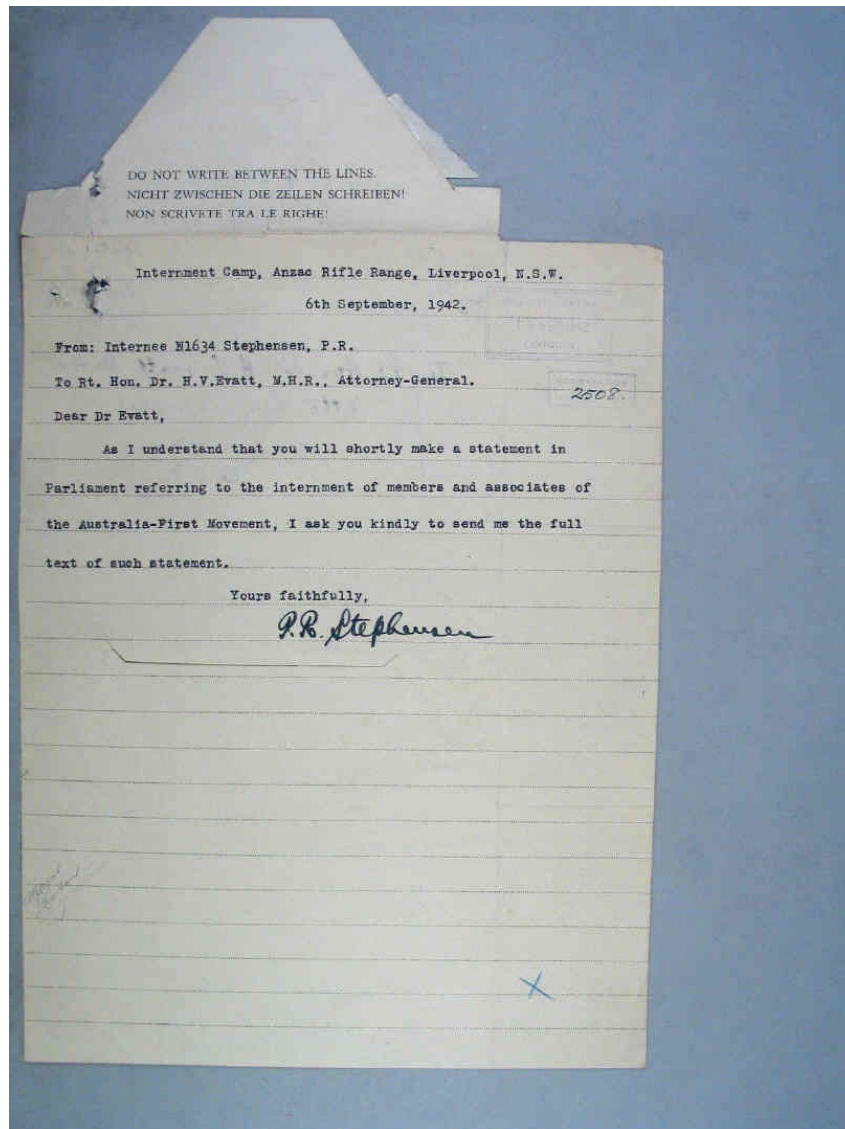 DO NOT WRITE BETWEEN THE LINES.
NICHT ZWISCHEN DIE ZEILEN SCHREIBEN!
NON SCRIVETE TRA LE RIGHE!
Internment Camp, Anzac Rifle Range, Liverpool, N.S.W.
6th September, 1942.
From: Internee N1634 Stephensen, P.R.
To Rt. Hon. Dr. H.V.Evatt, M.H.R., Attorney-General.
2508.
Dear Dr Evatt,
As I understand that you will shortly make a statement in
Parliament referring to the internment of members and associates of
the Australia-First Movement, I ask you kindly to send me the full
text of such statement.
Yours faithfully,
P.R. Stephensen